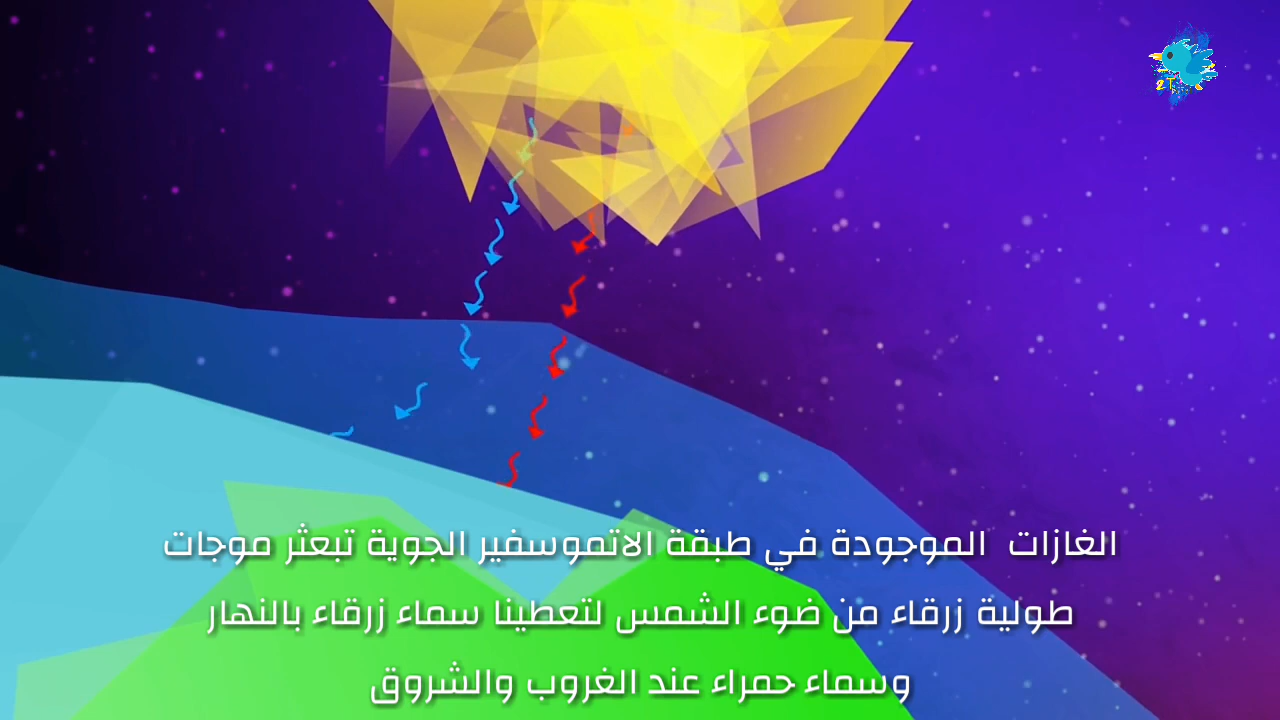 الغازات الموجودة في طبقة الاتموسفير الجوية تبعثر موجات
طولية زرقاء من ضوء الشمس لتعطينا سماء زرقاء بالنهار
وسماء حمراء عند الغروب والشروق